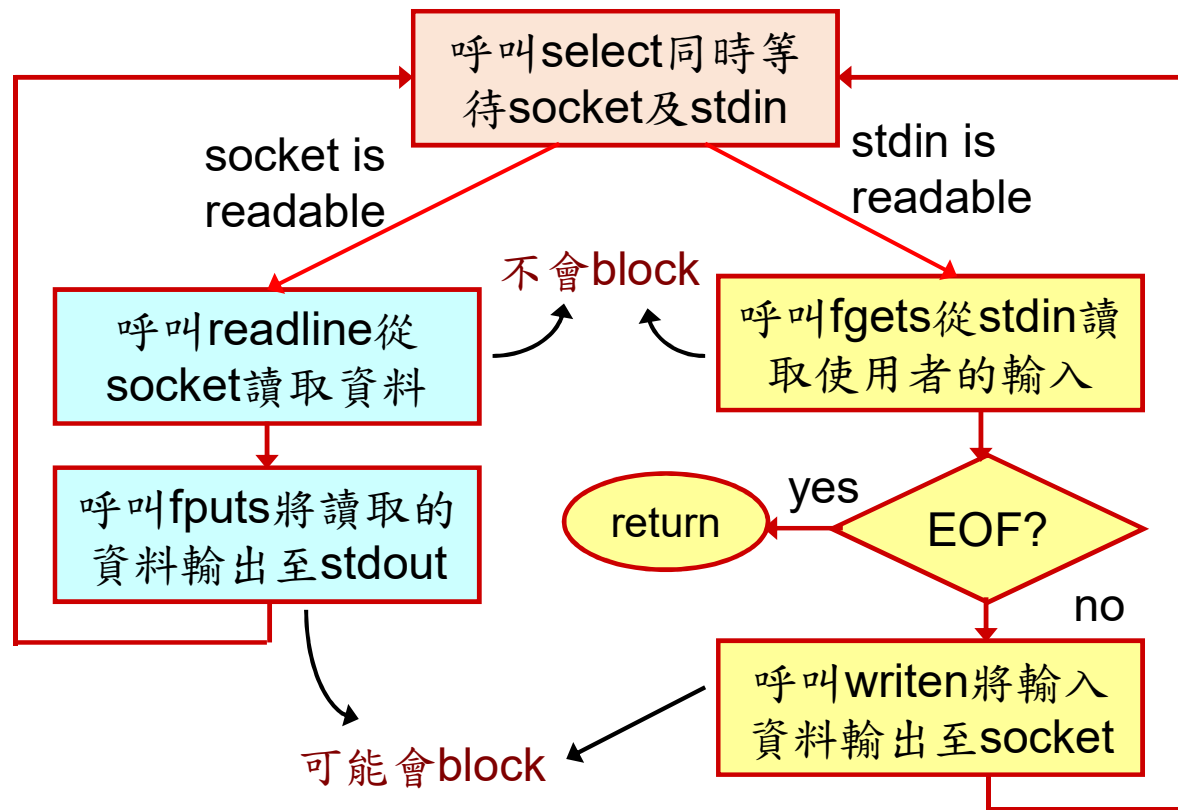 呼叫select同時等
待socket及stdin
socket is
readable
stdin is
readable
不會block
呼叫readline從
socket讀取資料
呼叫fgets從stdin讀
取使用者的輸入
呼叫fputs將讀取的
資料輸出至stdout
yes
return
EOF?
no
呼叫writen將輸入
資料輸出至socket
可能會block